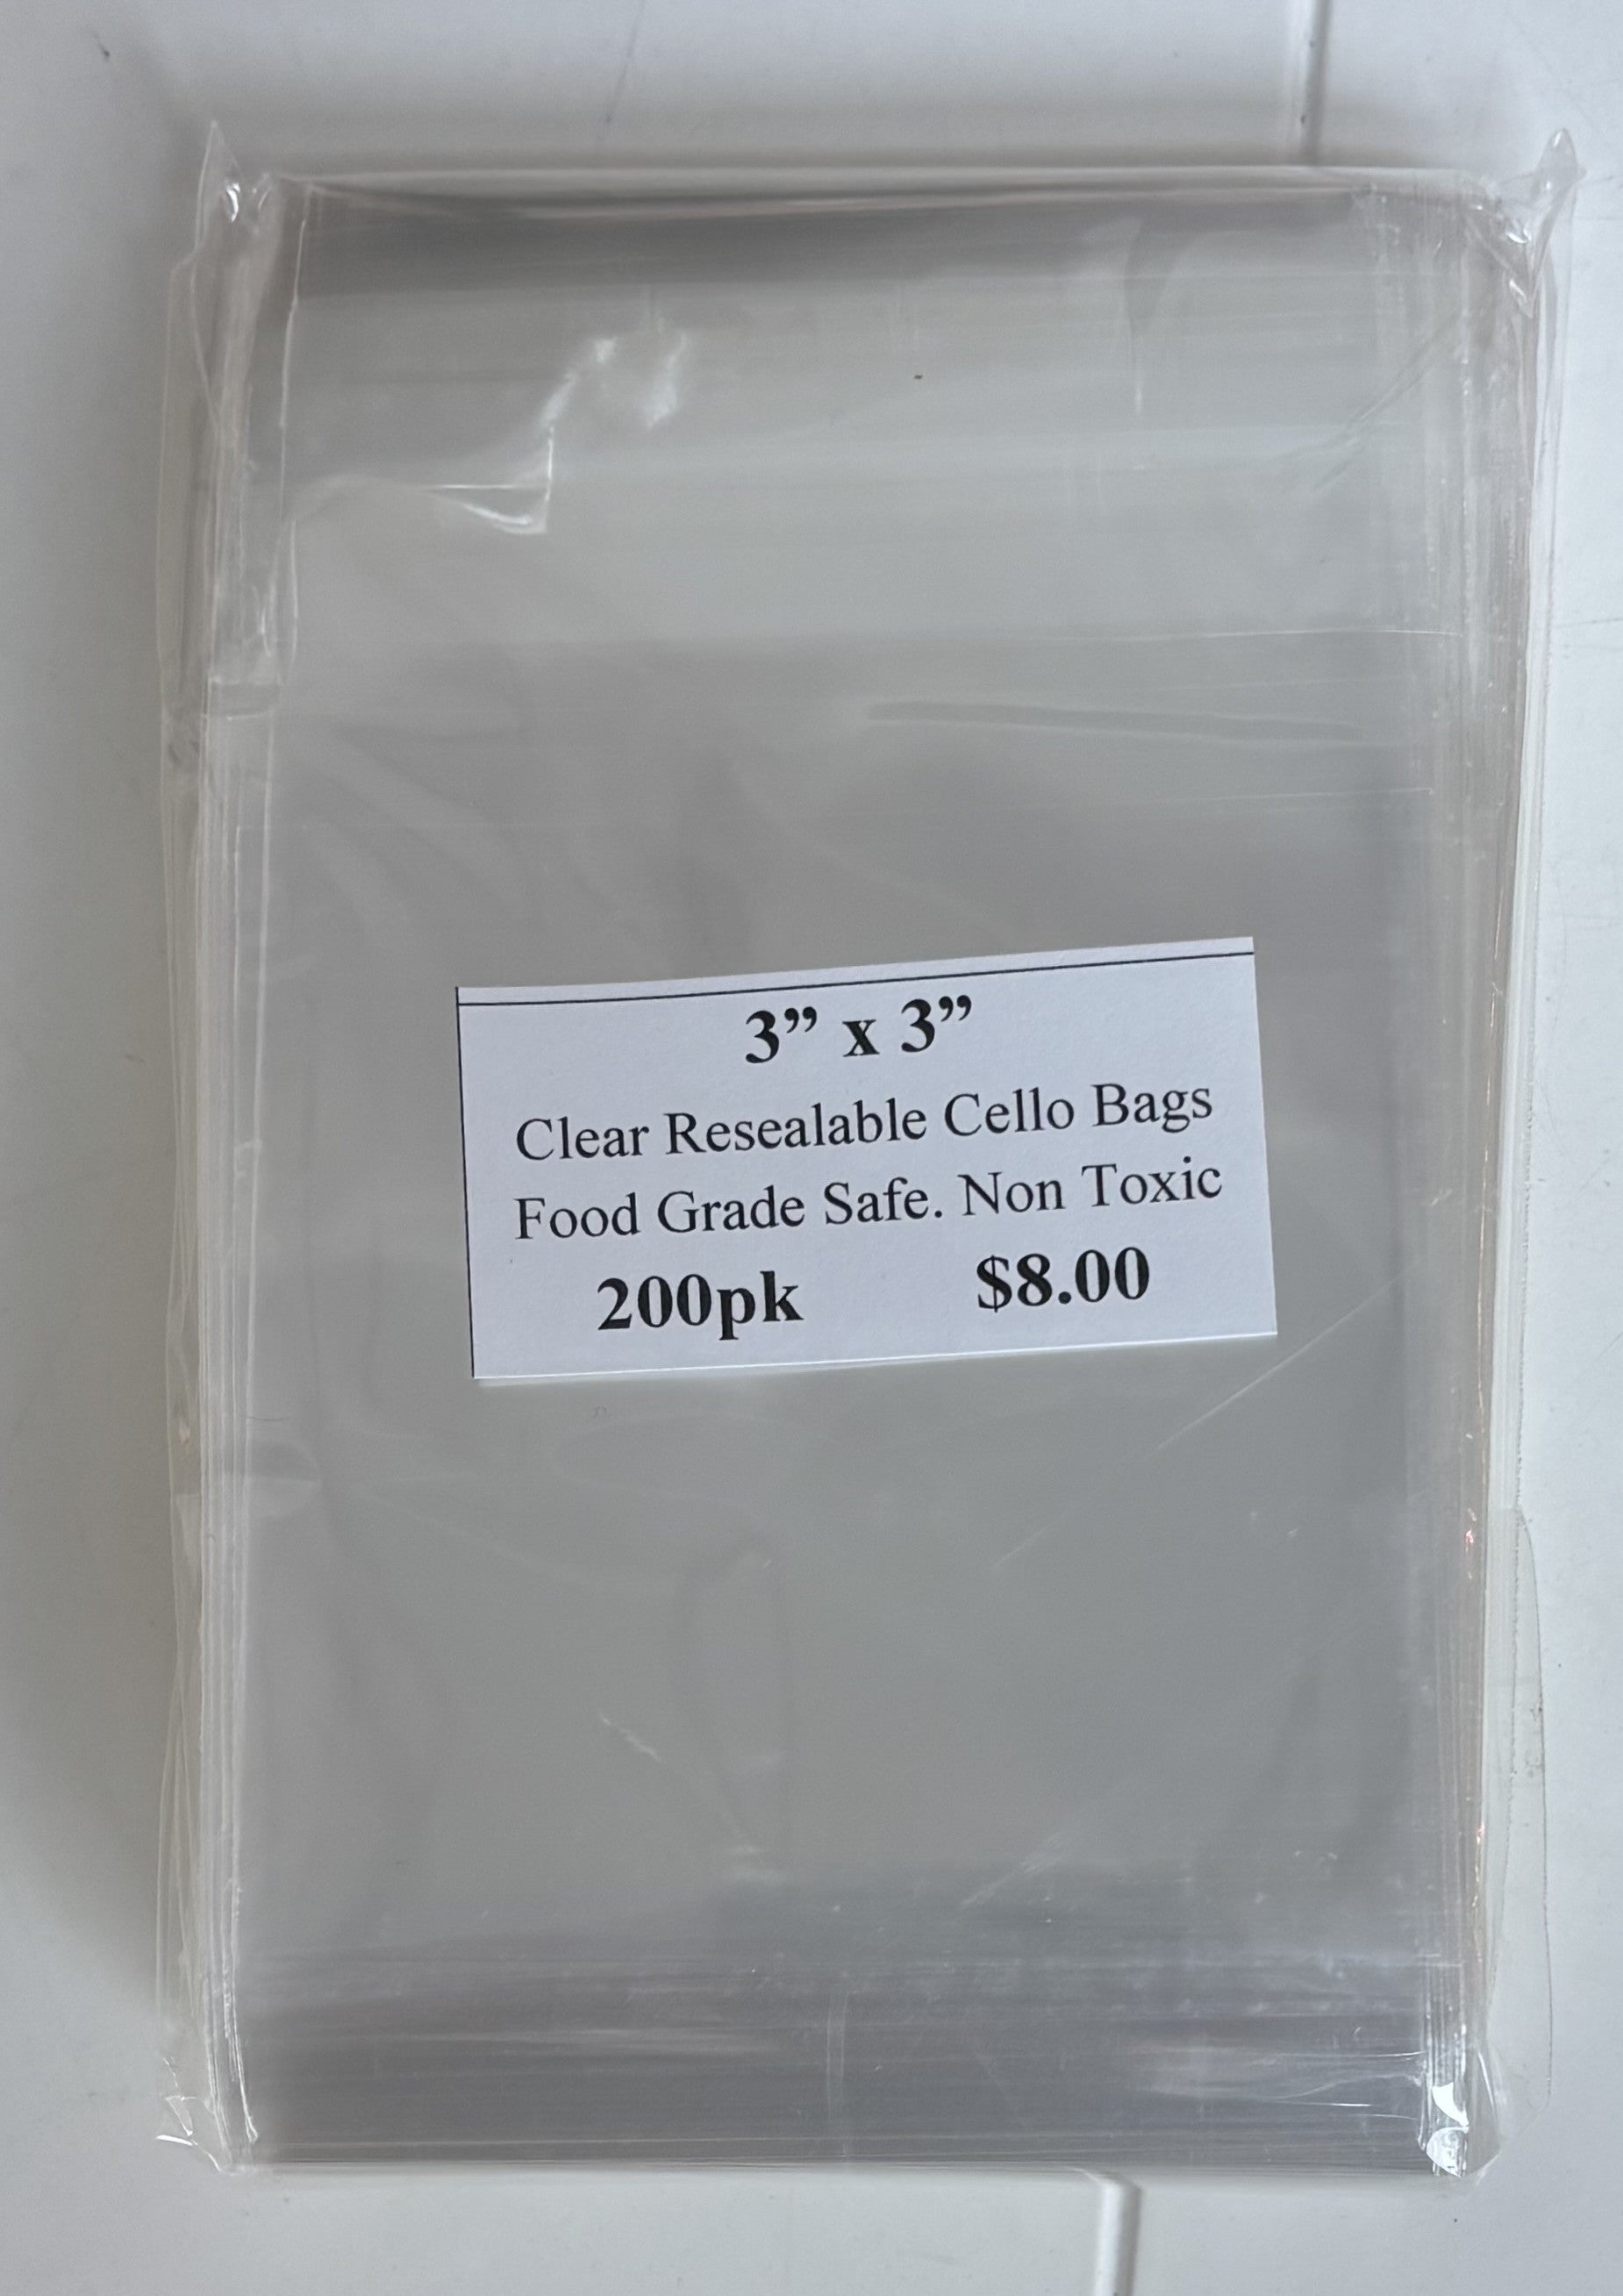 3” x 3”
Clear Resealable Cello Bags
Food Grade Safe. Non Toxic
200pk $8.00